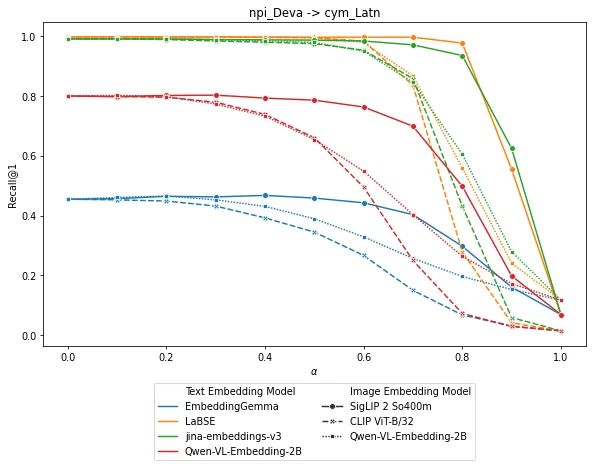 npi_Deva -> cym_Latn
1.0
0.8
0.6
0.4
0.2
0.0
Recall@1
0.0 0.2 0.4 0.6 0.8 1.0
α
Text Embedding Model
EmbeddingGemma
LaBSE
jina-embeddings-v3
Qwen-VL-Embedding-2B
Image Embedding Model
SigLIP 2 So400m
CLIP ViT-B/32
Qwen-VL-Embedding-2B